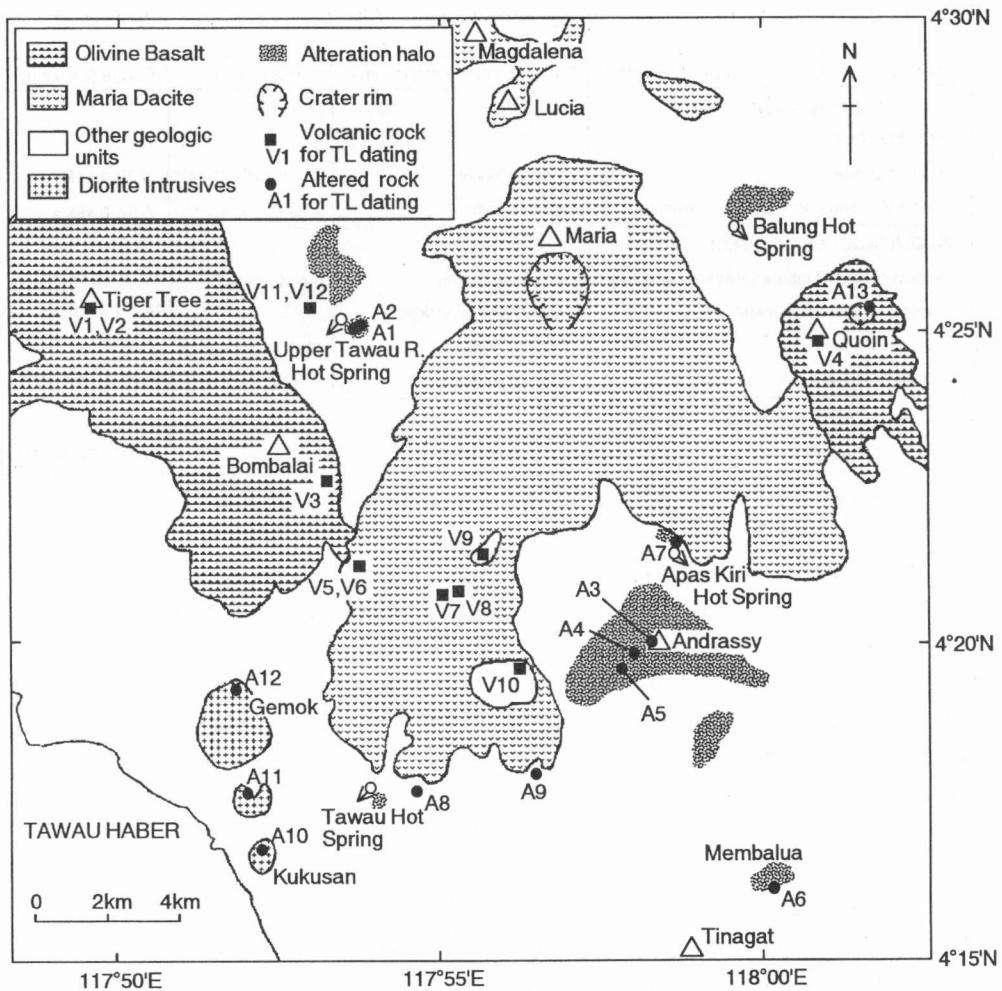 Olivine Basalt
Maria Dacite
Other geologic
units
Diorite Intrusives
Alteration halo
Crater rim
Volcanic rock
V1 for TL dating
Altered rock
A1 for TL dating
Magdalena
Lucia
N
4°30'N
Maria
Balung Hot
Spring
Tiger Tree
V1,V2
V11,V12
A2
A1
Upper Tawau R.
Hot Spring
A13
Quoin
V4
4°25'N
Bombalai
V3
V9
V5,V6
V7
V8
A7
Apas Kiri
Hot Spring
A3
A4
Andrassy
A5
4°20'N
V10
A12
Gemok
A11
A10
Kukusan
TAWAU HABER
Tawau Hot
Spring
A8
A9
Membalua
A6
Tinagat
0 2km 4km
4°15'N
117°50'E
117°55'E
118°00'E